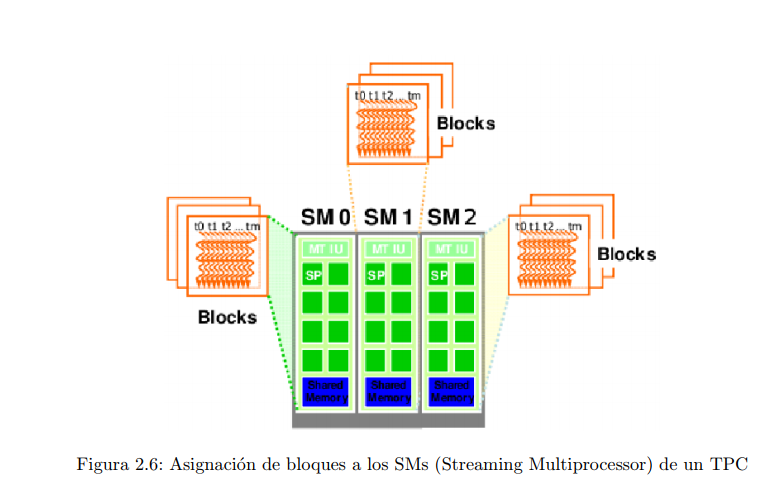 t0 t1 t2 ... tm
Blocks
SM 0 SM 1 SM 2
t0 t1 t2 ... tm
t0 t1 t2 ... tm
Blocks
Blocks
MT IU MT IU MT IU
SP SP SP
Shared Memory
Shared Memory
Shared Memory
Figura 2.6: Asignación de bloques a los SMs (Streaming Multiprocessor) de un TPC